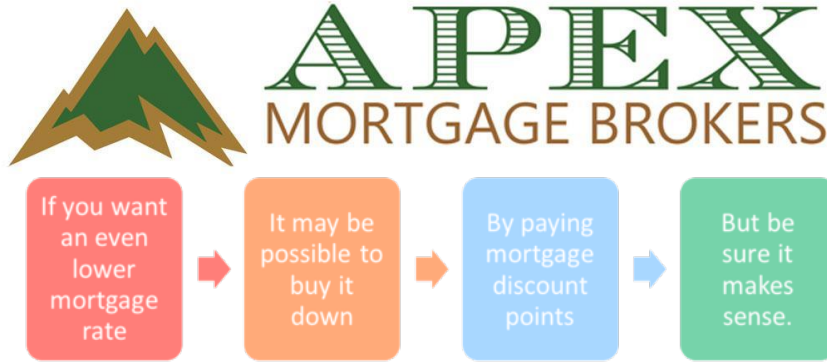 APEX
MORTGAGE BROKERS
If you want
an even
lower
mortgage
rate
It may be
possible to
buy it
down
By paying
mortgage
discount
points
But be
sure it
makes
sense.